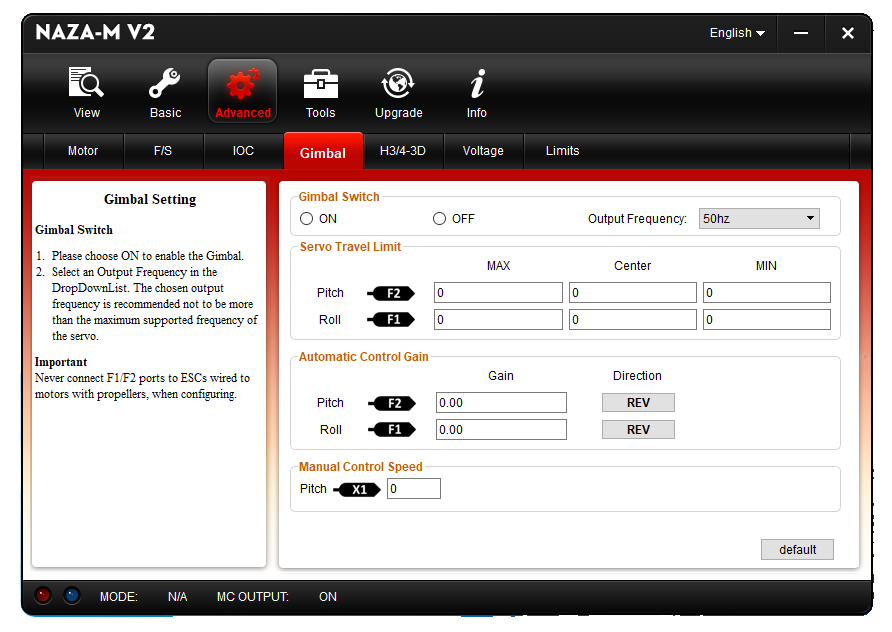 NAZA-M V2
English
View
Basic
Advanced
Tools
Upgrade
Info
Motor
F/S
IOC
Gimbal
H3/4-3D
Voltage
Limits
Gimbal Setting
Gimbal Switch
1. Please choose ON to enable the Gimbal.
2. Select an Output Frequency in the
DropDownList. The chosen output
frequency is recommended not to be more
than the maximum supported frequency of
the servo.
Important
Never connect F1/F2 ports to ESCs wired to
motors with propellers, when configuring.
Gimbal Switch
ON
OFF
Output Frequency:
50hz
Servo Travel Limit
MAX
Center
MIN
Pitch
F2
0
0
0
Roll
F1
0
0
0
Automatic Control Gain
Gain
Direction
Pitch
F2
0.00
REV
Roll
F1
0.00
REV
Manual Control Speed
Pitch
X1
0
default
MODE:
N/A
MC OUTPUT:
ON